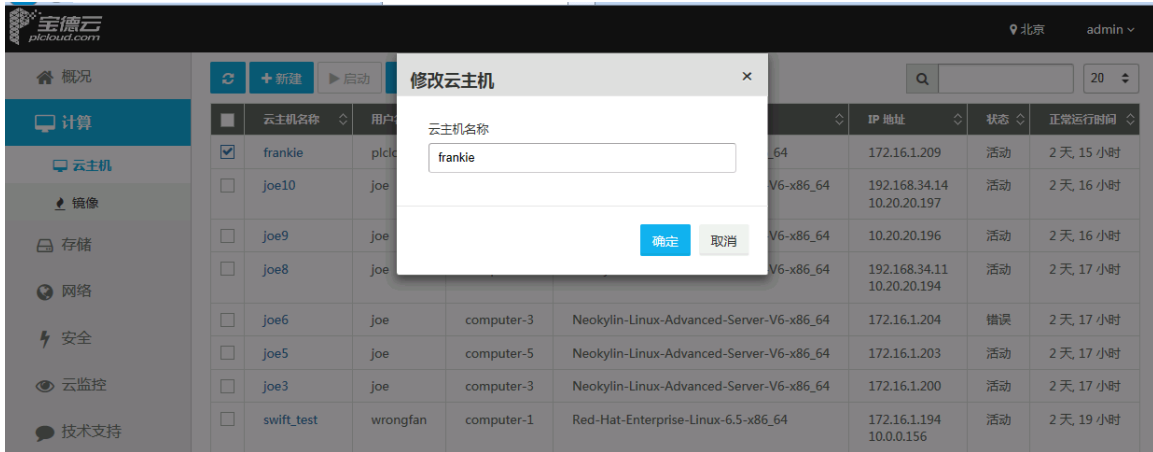 宝德云
plcloud.com
北京 admin
概况
新建 启动
20
修改云主机
×
计算
云主机名称
IP 地址 状态 正常运行时间
云主机名称
frankie
frankie
_64 172.16.1.209 活动 2 天, 15 小时
云主机
joe10 joe V6-x86_64 192.168.34.14 活动 2 天, 16 小时
10.20.20.197
镜像
joe9 joe V6-x86_64 10.20.20.196 活动 2 天, 16 小时
确定 取消
存储
joe8 joe V6-x86_64 192.168.34.11 活动 2 天, 17 小时
10.20.20.194
网络
joe6 joe computer-3 Neokylin-Linux-Advanced-Server-V6-x86_64 172.16.1.204 错误 2 天, 17 小时
安全
joe5 joe computer-5 Neokylin-Linux-Advanced-Server-V6-x86_64 172.16.1.203 活动 2 天, 17 小时
云监控
joe3 joe computer-3 Neokylin-Linux-Advanced-Server-V6-x86_64 172.16.1.200 活动 2 天, 17 小时
技术支持
swift_test wrongfan computer-1 Red-Hat-Enterprise-Linux-6.5-x86_64 172.16.1.194 活动 2 天, 19 小时
10.0.0.156